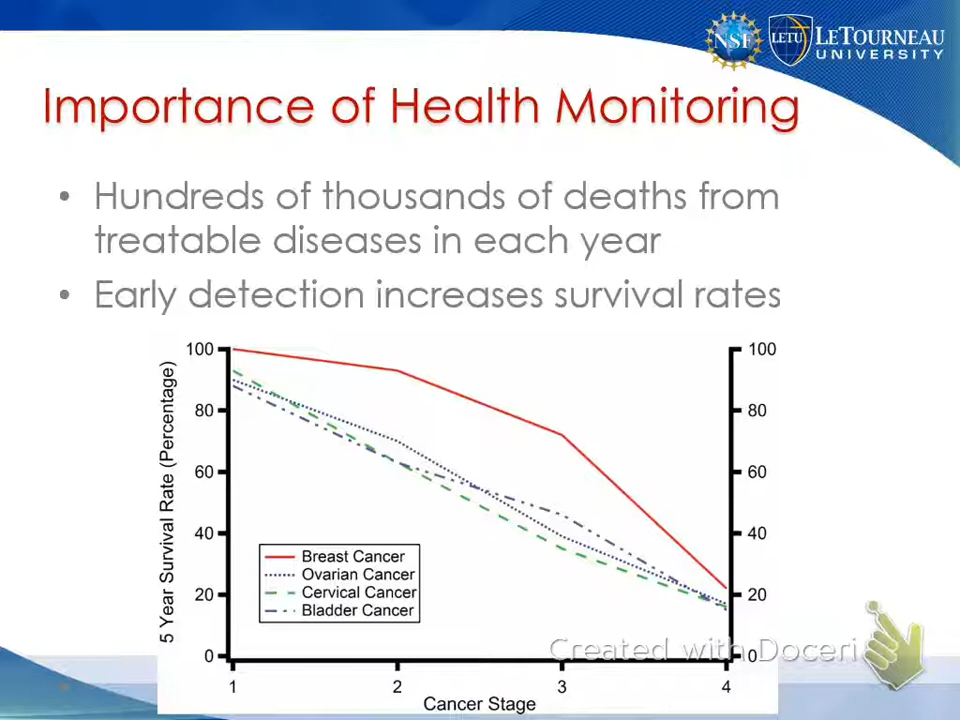 NSF
LETU
LETOURNEAU
UNIVERSITY
Importance of Health Monitoring
• Hundreds of thousands of deaths from
treatable diseases in each year
• Early detection increases survival rates
5 Year Survival Rate (Percentage)
100
80
60
40
20
0
100
80
60
40
20
0
Breast Cancer
Ovarian Cancer
Cervical Cancer
Bladder Cancer
1 2 3 4
Cancer Stage
Created with Doceri